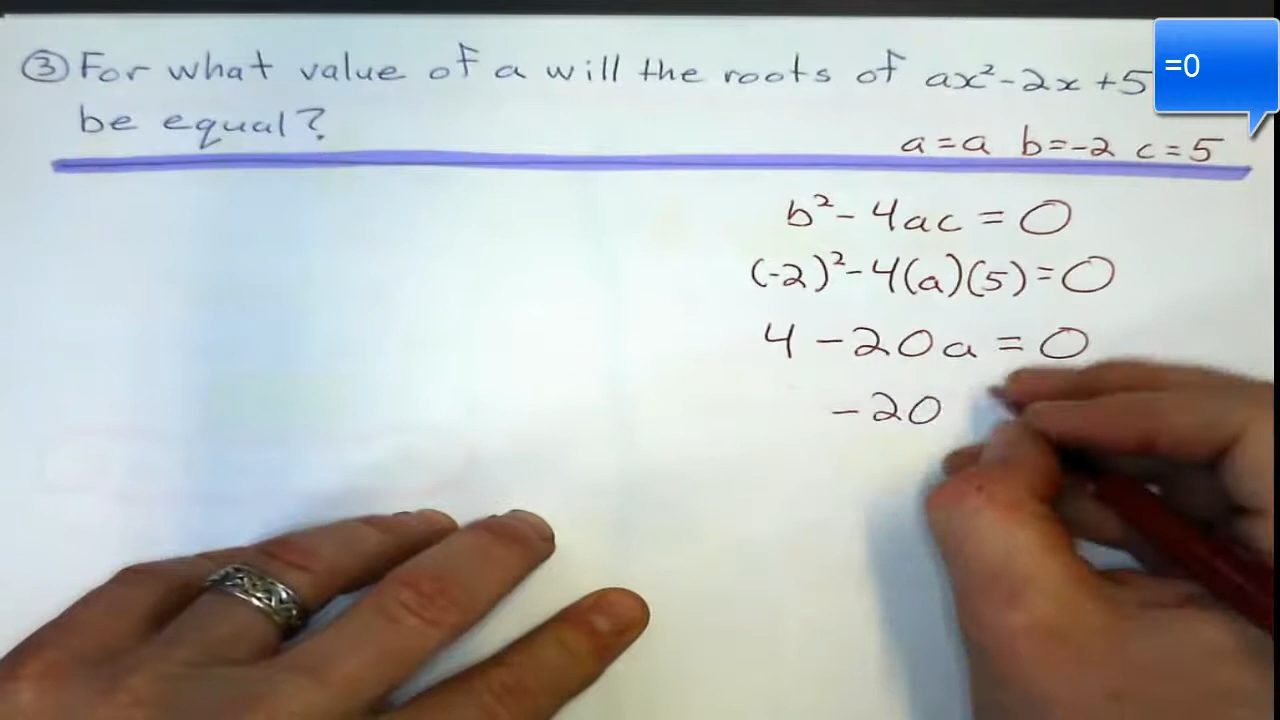 ③ For what value of a will the roots of ax²-2x+5 =0
be equal?
a=a b=-2 c=5
b²-4ac=0
(-2)²-4(a)(5)=0
4-20a=0
-20